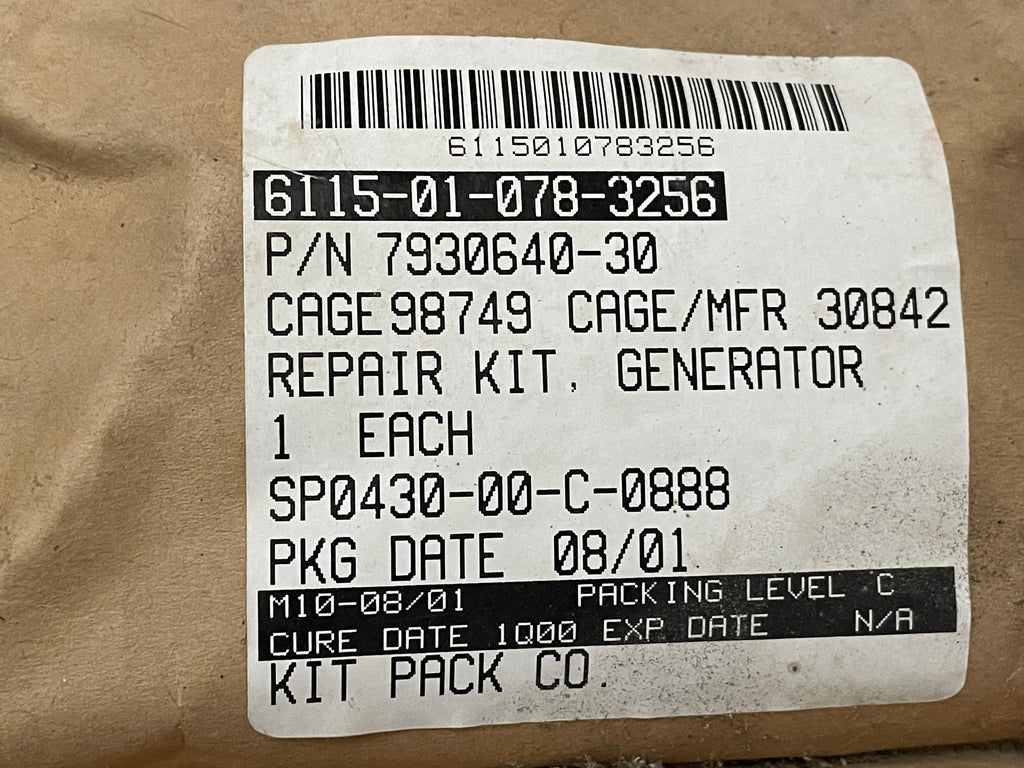 6115010783256
6115-01-078-3256
P/N 7930640-30
CAGE98749 CAGE/MFR 30842
REPAIR KIT, GENERATOR
1 EACH
SP0430-00-C-0888
PKG DATE 08/01
M10-08/01 PACKING LEVEL C
CURE DATE 1Q00 EXP DATE N/A
KIT PACK CO.